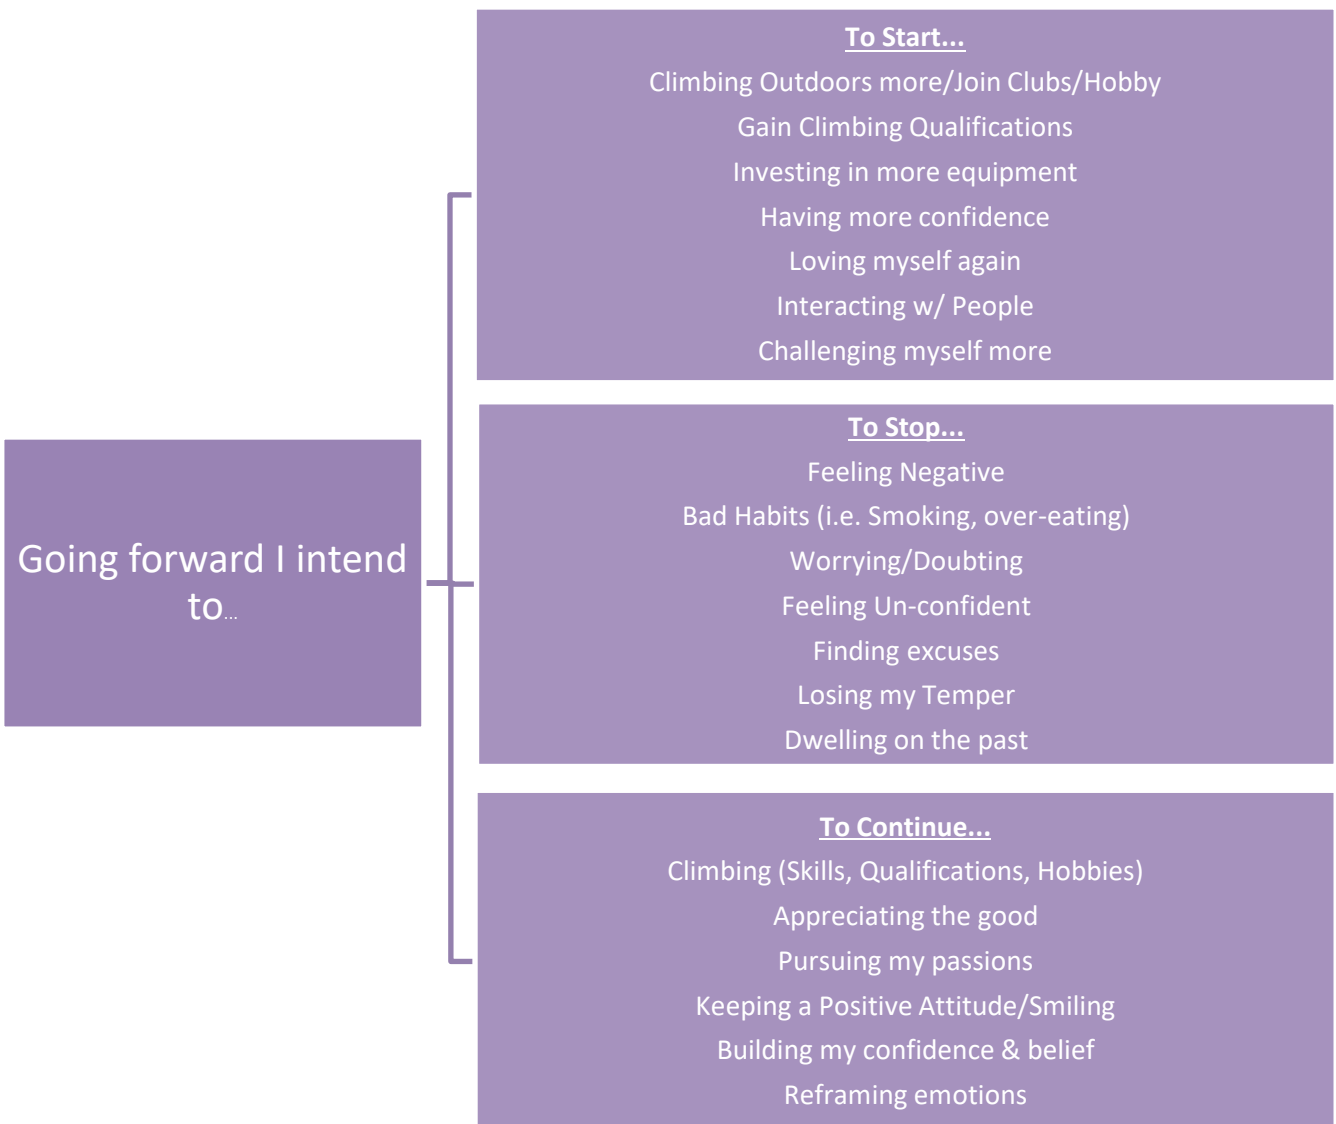 Going forward I intend
to...
To Start...
Climbing Outdoors more/Join Clubs/Hobby
Gain Climbing Qualifications
Investing in more equipment
Having more confidence
Loving myself again
Interacting w/ People
Challenging myself more
To Stop...
Feeling Negative
Bad Habits (i.e. Smoking, over-eating)
Worrying/Doubting
Feeling Un-confident
Finding excuses
Losing my Temper
Dwelling on the past
To Continue...
Climbing (Skills, Qualifications, Hobbies)
Appreciating the good
Pursuing my passions
Keeping a Positive Attitude/Smiling
Building my confidence & belief
Reframing emotions